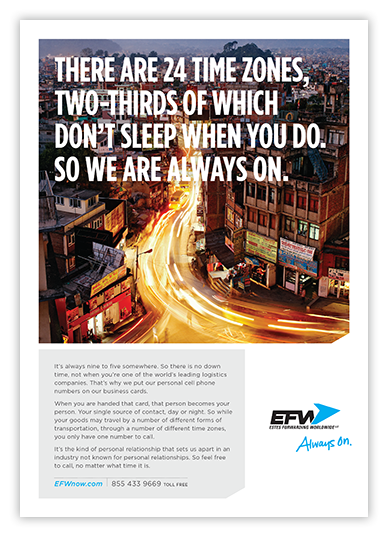 THERE ARE 24 TIME ZONES,
TWO-THIRDS OF WHICH
DON'T SLEEP WHEN YOU DO.
SO WE ARE ALWAYS ON.
It's always nine to five somewhere. So there is no down
time, not when you're one of the world's leading logistics
companies. That's why we put our personal cell phone
numbers on our business cards.
When you are handed that card, that person becomes your
person. Your single source of contact, day or night. So while
your goods may travel by a number of different forms of
transportation, through a number of different time zones,
you only have one number to call.
It's the kind of personal relationship that sets us apart in an
industry not known for personal relationships. So feel free
to call, no matter what time it is.
EFWnow.com | 855 433 9669 TOLL FREE
EFW
ESTES FORWARDING WORLDWIDE LLC
Always On.